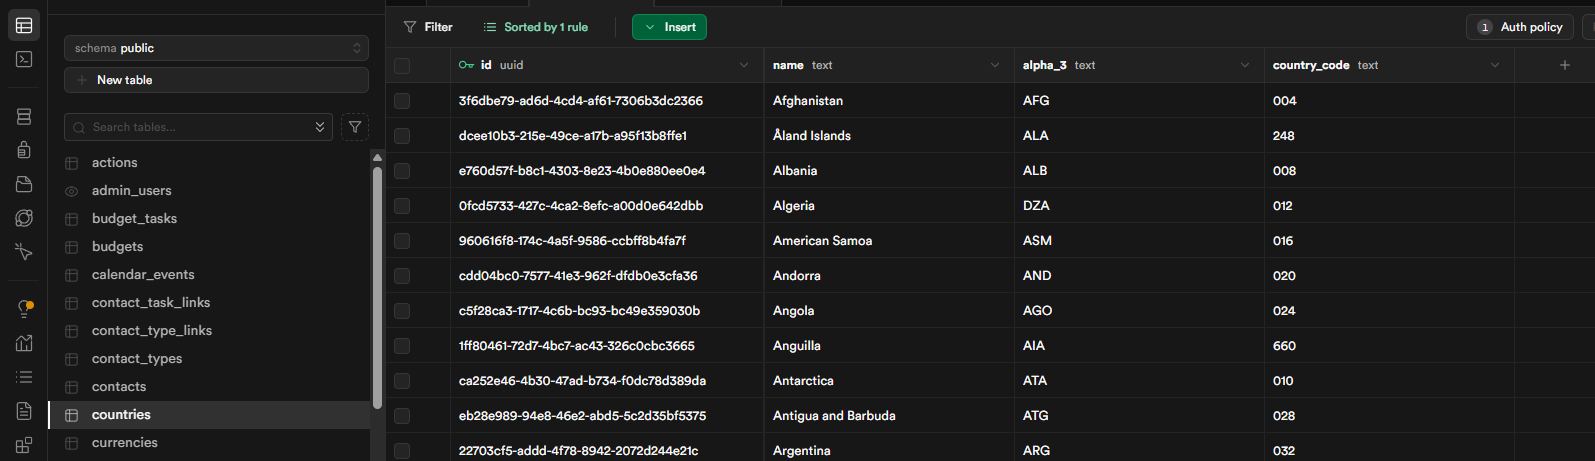 schema public
New table
Search tables...
actions
admin_users
budget_tasks
budgets
calendar_events
contact_task_links
contact_type_links
contact_types
contacts
countries
currencies
Filter Sorted by 1 rule Insert 1 Auth policy
id uuid name text alpha_3 text country_code text
3f6dbe79-ad6d-4cd4-af61-7306b3dc2366 Afghanistan AFG 004
dcee10b3-215e-49ce-a17b-a95f13b8ffe1 Åland Islands ALA 248
e760d57f-b8c1-4303-8e23-4b0e880ee0e4 Albania ALB 008
0fcd5733-427c-4ca2-8efc-a00d0e642dbb Algeria DZA 012
960616f8-174c-4a5f-9586-ccbff8b4fa7f American Samoa ASM 016
cdd04bc0-7577-41e3-962f-dfdb0e3cfa36 Andorra AND 020
c5f28ca3-1717-4c6b-bc93-bc49e359030b Angola AGO 024
1ff80461-72d7-4bc7-ac43-326c0cbc3665 Anguilla AIA 660
ca252e46-4b30-47ad-b734-f0dc78d389da Antarctica ATA 010
eb28e989-94e8-46e2-abd5-5c2d35bf5375 Antigua and Barbuda ATG 028
22703cf5-addd-4f78-8942-2072d244e21c Argentina ARG 032